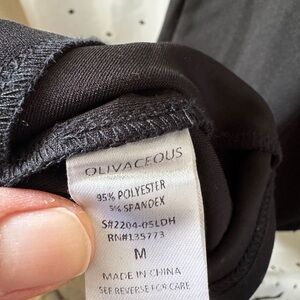 OLIVACEOUS
95% POLYESTER
5% SPANDEX
S#2204-05LDH
RN#135773
M
MADE IN CHINA
SEE REVERSE FOR CARE